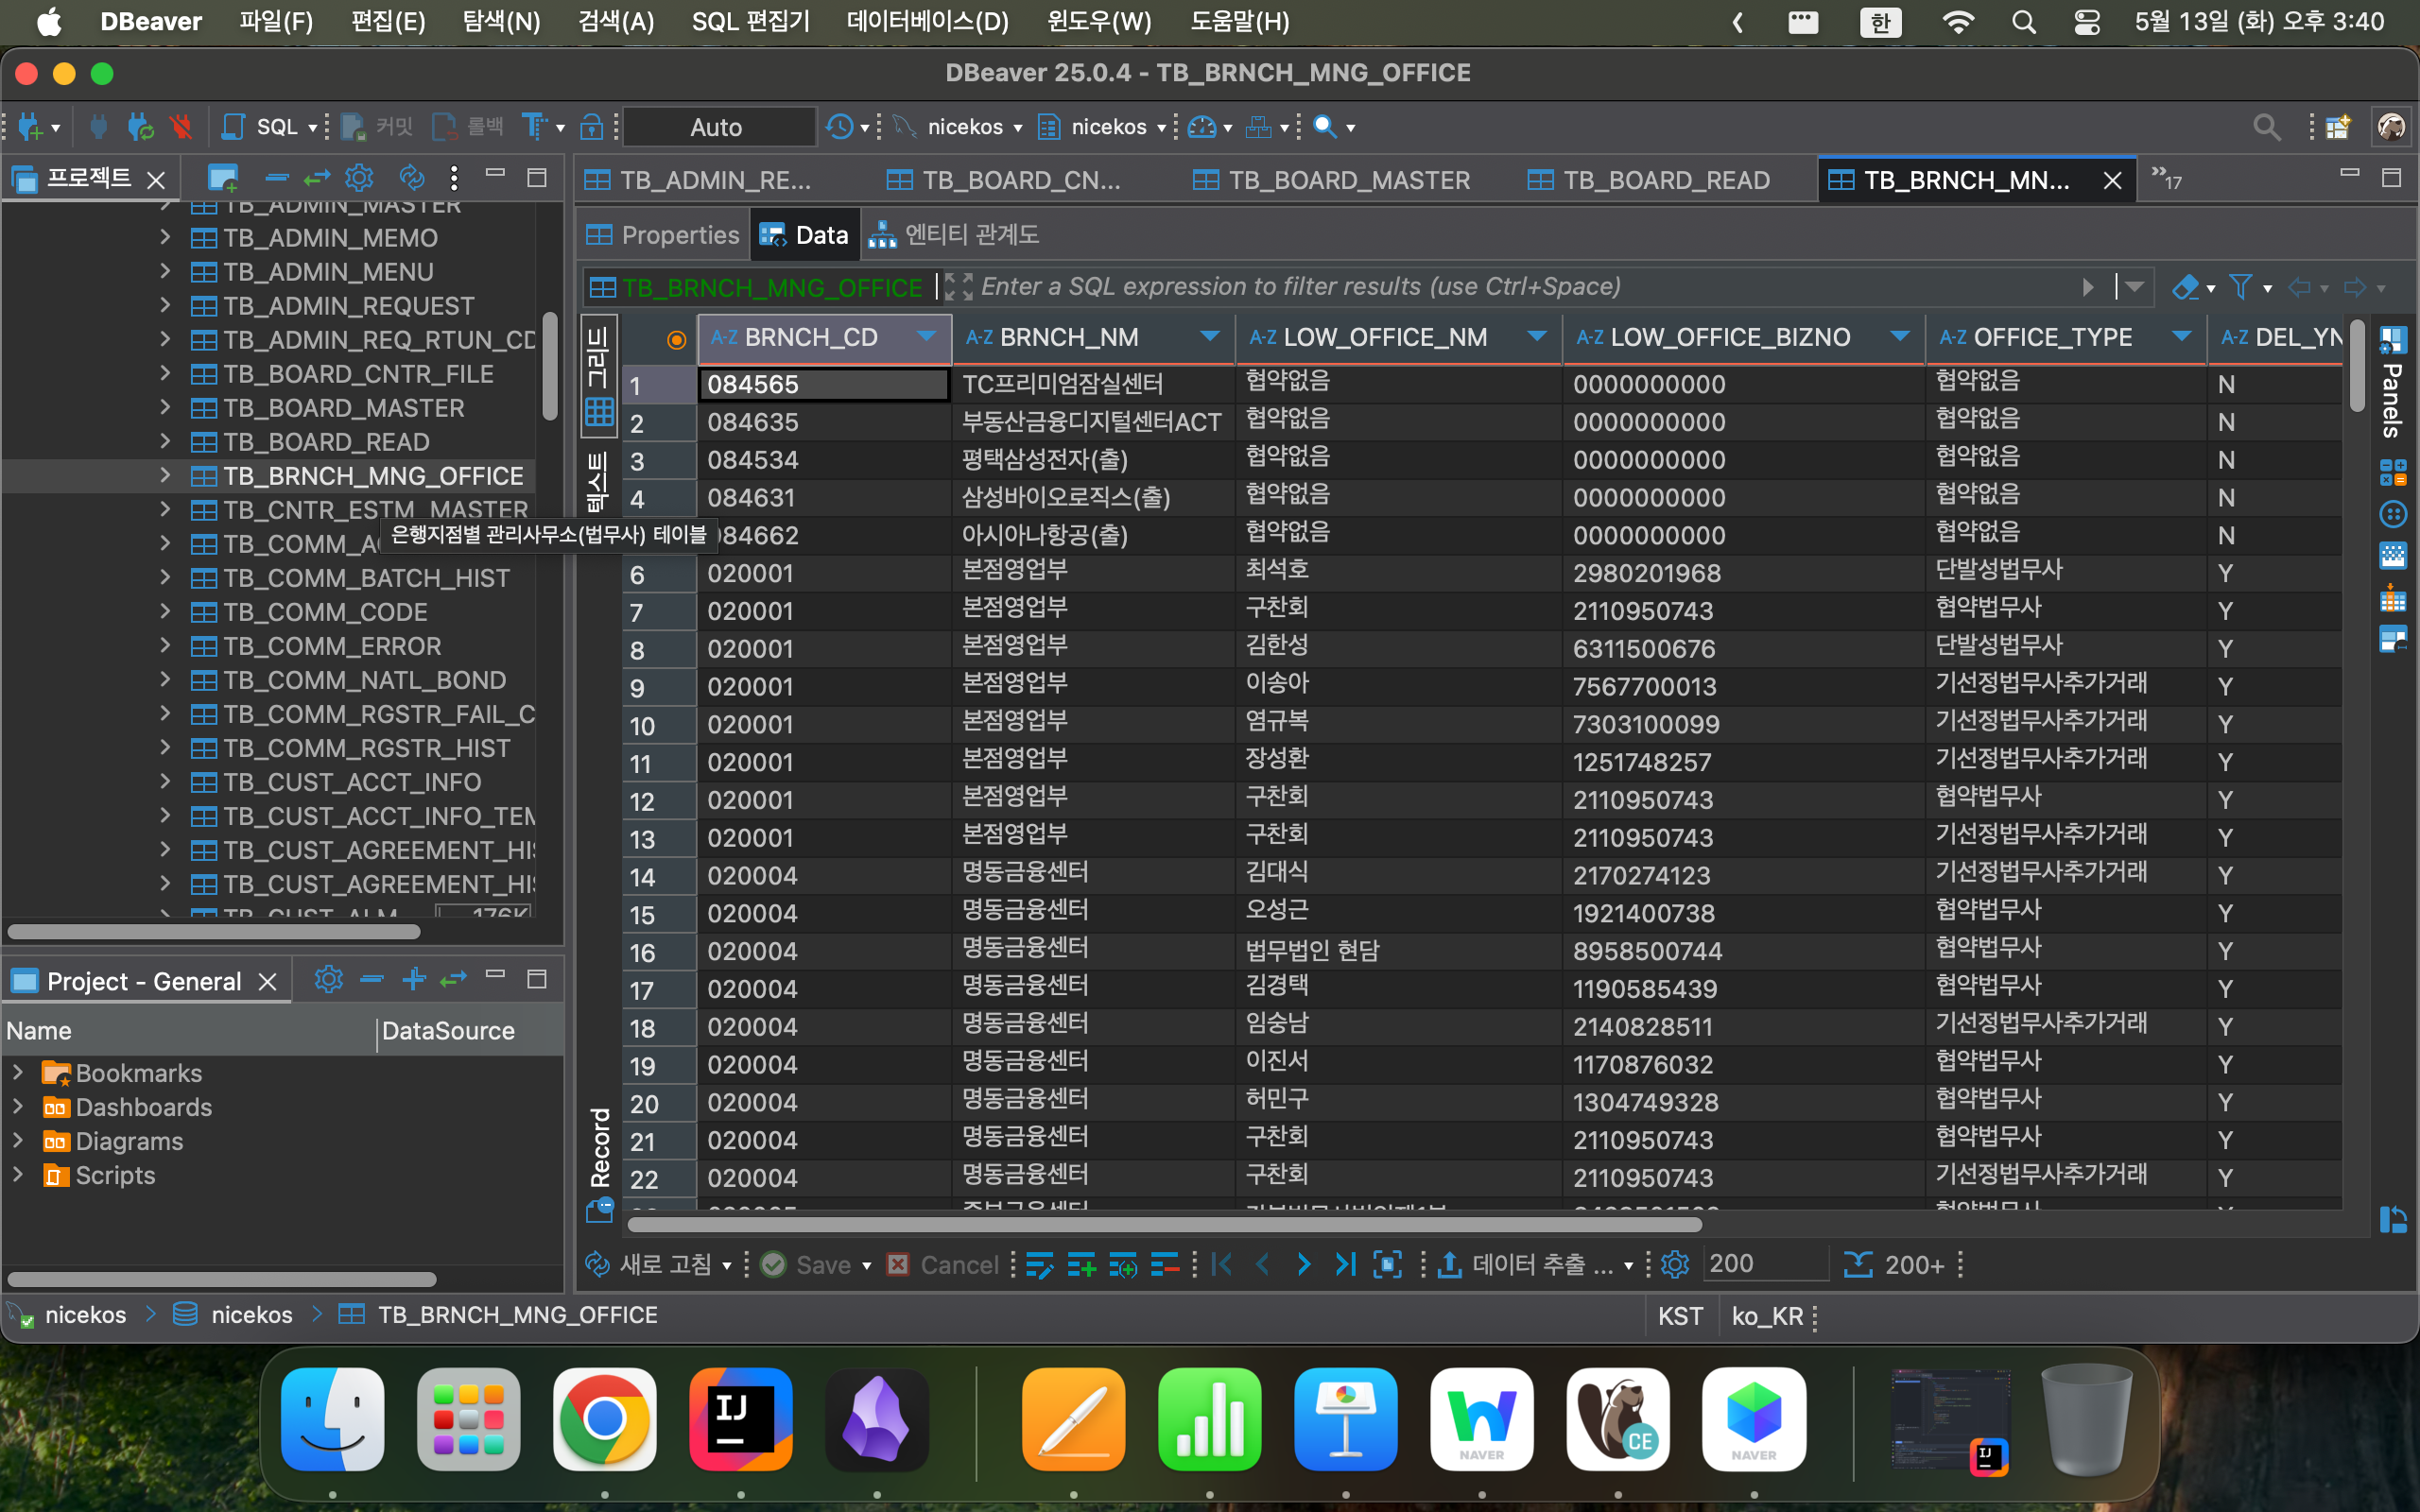 DBeaver 파일(F) 편집(E) 탐색(N) 검색(A) SQL 편집기 데이터베이스(D) 윈도우(W) 도움말(H) 한 5월 13일 (화) 오후 3:40
DBeaver 25.0.4 - TB_BRNCH_MNG_OFFICE
SQL 커밋 롤백 Auto nicekos nicekos
프로젝트
TB_ADMIN_MASTER
TB_ADMIN_MEMO
TB_ADMIN_MENU
TB_ADMIN_REQUEST
TB_ADMIN_REQ_RTUN_CD
TB_BOARD_CNTR_FILE
TB_BOARD_MASTER
TB_BOARD_READ
TB_BRNCH_MNG_OFFICE
TB_CNTR_ESTM_MASTER
은행지점별 관리사무소(법무사) 테이블
TB_COMM_AC
TB_COMM_BATCH_HIST
TB_COMM_CODE
TB_COMM_ERROR
TB_COMM_NATL_BOND
TB_COMM_RGSTR_FAIL_C
TB_COMM_RGSTR_HIST
TB_CUST_ACCT_INFO
TB_CUST_ACCT_INFO_TEM
TB_CUST_AGREEMENT_HI
TB_CUST_AGREEMENT_HI
TB_CUST_ALM 176K
Project - General
Name DataSource
Bookmarks
Dashboards
Diagrams
Scripts
TB_ADMIN_RE... TB_BOARD_CN... TB_BOARD_MASTER TB_BOARD_READ TB_BRNCH_MN... »17
Properties Data 엔티티 관계도
TB_BRNCH_MNG_OFFICE Enter a SQL expression to filter results (use Ctrl+Space)
그리드
텍스트
Record
Panels
A-Z BRNCH_CD A-Z BRNCH_NM A-Z LOW_OFFICE_NM A-Z LOW_OFFICE_BIZNO A-Z OFFICE_TYPE A-Z DEL_YN
1 084565 TC프리미엄잠실센터 협약없음 0000000000 협약없음 N
2 084635 부동산금융디지털센터ACT 협약없음 0000000000 협약없음 N
3 084534 평택삼성전자(출) 협약없음 0000000000 협약없음 N
4 084631 삼성바이오로직스(출) 협약없음 0000000000 협약없음 N
84662 아시아나항공(출) 협약없음 0000000000 협약없음 N
6 020001 본점영업부 최석호 2980201968 단발성법무사 Y
7 020001 본점영업부 구찬회 2110950743 협약법무사 Y
8 020001 본점영업부 김한성 6311500676 단발성법무사 Y
9 020001 본점영업부 이송아 7567700013 기선정법무사추가거래 Y
10 020001 본점영업부 염규복 7303100099 기선정법무사추가거래 Y
11 020001 본점영업부 장성환 1251748257 기선정법무사추가거래 Y
12 020001 본점영업부 구찬회 2110950743 협약법무사 Y
13 020001 본점영업부 구찬회 2110950743 기선정법무사추가거래 Y
14 020004 명동금융센터 김대식 2170274123 기선정법무사추가거래 Y
15 020004 명동금융센터 오성근 1921400738 협약법무사 Y
16 020004 명동금융센터 법무법인 현담 8958500744 협약법무사 Y
17 020004 명동금융센터 김경택 1190585439 협약법무사 Y
18 020004 명동금융센터 임숭남 2140828511 기선정법무사추가거래 Y
19 020004 명동금융센터 이진서 1170876032 협약법무사 Y
20 020004 명동금융센터 허민구 1304749328 협약법무사 Y
21 020004 명동금융센터 구찬회 2110950743 협약법무사 Y
22 020004 명동금융센터 구찬회 2110950743 기선정법무사추가거래 Y
새로 고침 Save Cancel 데이터 추출 ... 200 200+
nicekos nicekos TB_BRNCH_MNG_OFFICE KST ko_KR
IJ NAVER CE NAVER IJ